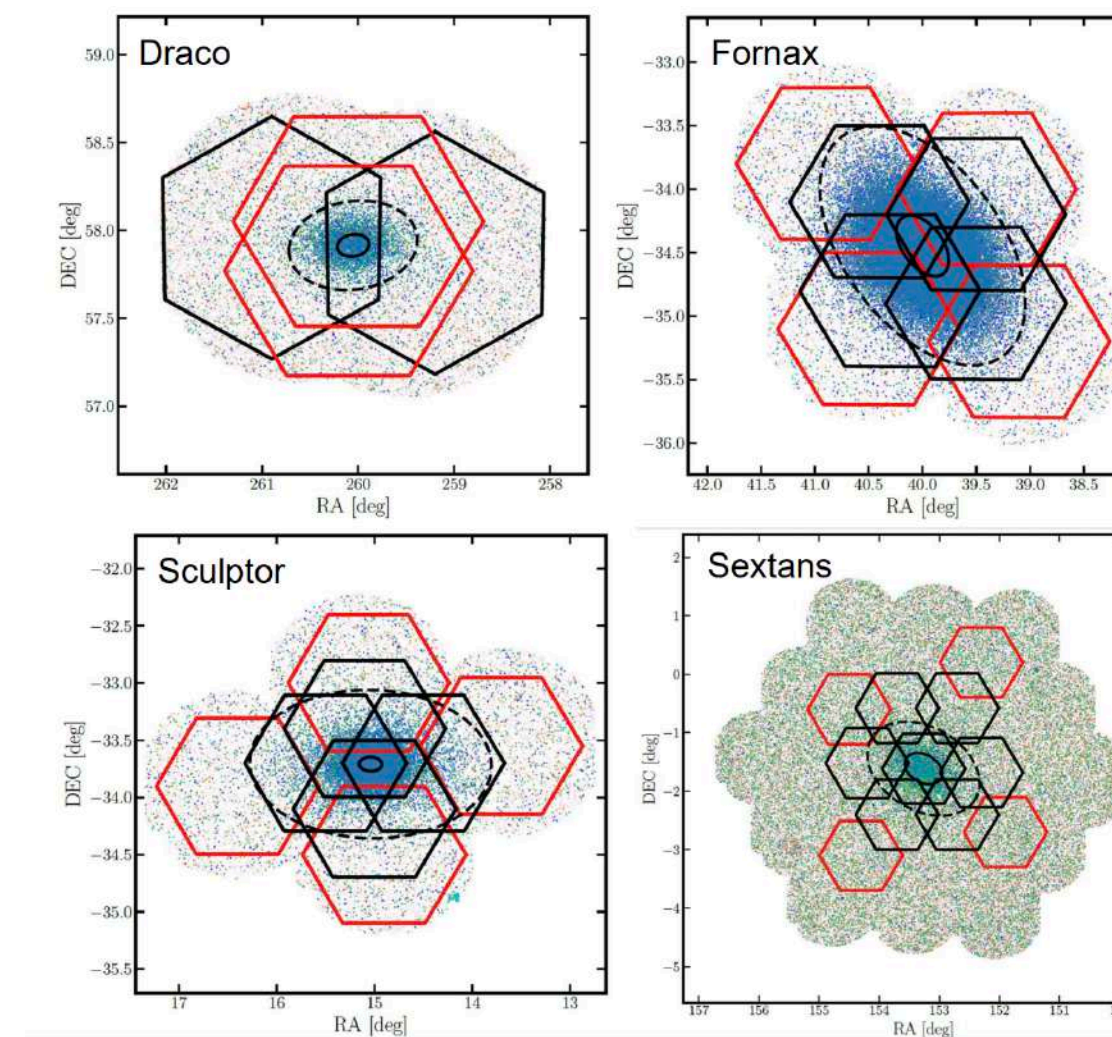 Draco
59.0
58.5
58.0
57.5
57.0
DEC [deg]
262 261 260 259 258
RA [deg]
Fornax
−33.0
−33.5
−34.0
−34.5
−35.0
−35.5
−36.0
DEC [deg]
42.0 41.5 41.0 40.5 40.0 39.5 39.0 38.5
RA [deg]
Sculptor
−32.0
−32.5
−33.0
−33.5
−34.0
−34.5
−35.0
−35.5
DEC [deg]
17 16 15 14 13
RA [deg]
Sextans
2
1
0
−1
−2
−3
−4
−5
DEC [deg]
157 156 155 154 153 152 151
RA [deg]